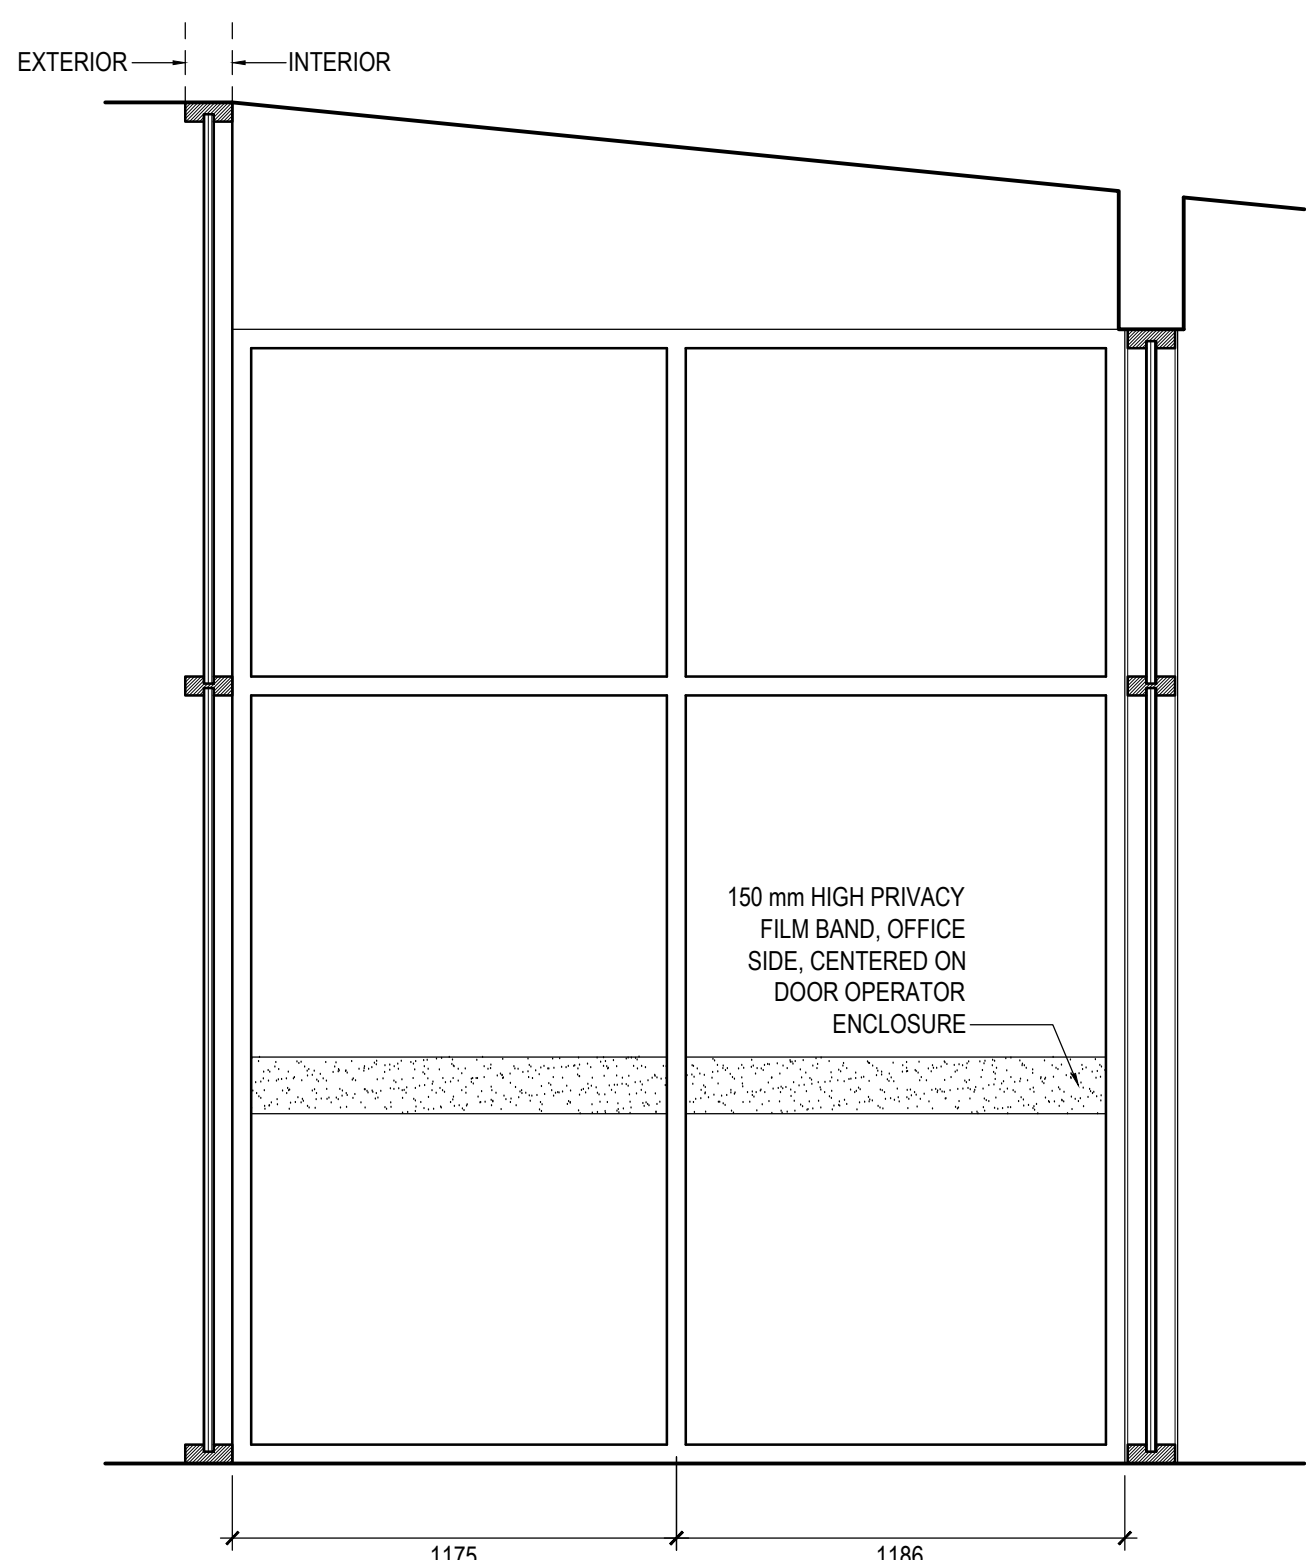 EXTERIOR
INTERIOR
150 mm HIGH PRIVACY
FILM BAND, OFFICE
SIDE, CENTERED ON
DOOR OPERATOR
ENCLOSURE
1175
1186